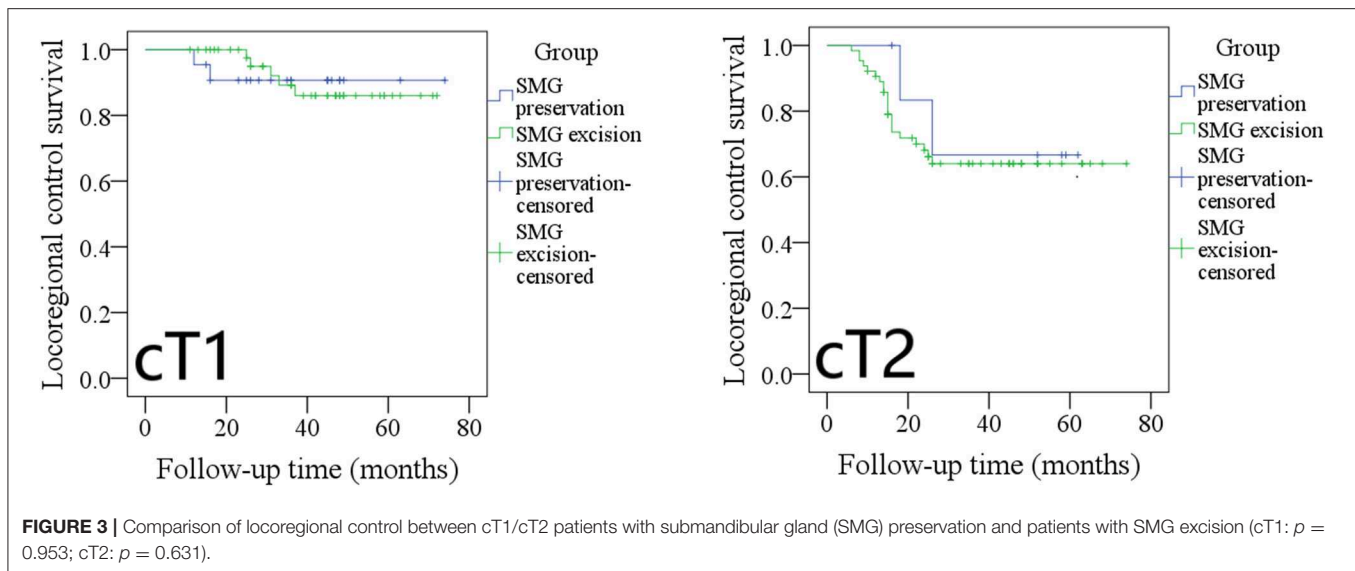 Locoregional control survival
1.0
0.8
0.6
0.4
0.2
0.0
cT1
0 20 40 60 80
Follow-up time (months)
Group
SMG
preservation
SMG excision
SMG
preservation-
censored
SMG
excision-
censored
Locoregional control survival
1.0
0.8
0.6
0.4
0.2
0.0
cT2
0 20 40 60 80
Follow-up time (months)
Group
SMG
preservation
SMG excision
SMG
preservation-
censored
SMG
excision-
censored
FIGURE 3 | Comparison of locoregional control between cT1/cT2 patients with submandibular gland (SMG) preservation and patients with SMG excision (cT1: p =
0.953; cT2: p = 0.631).